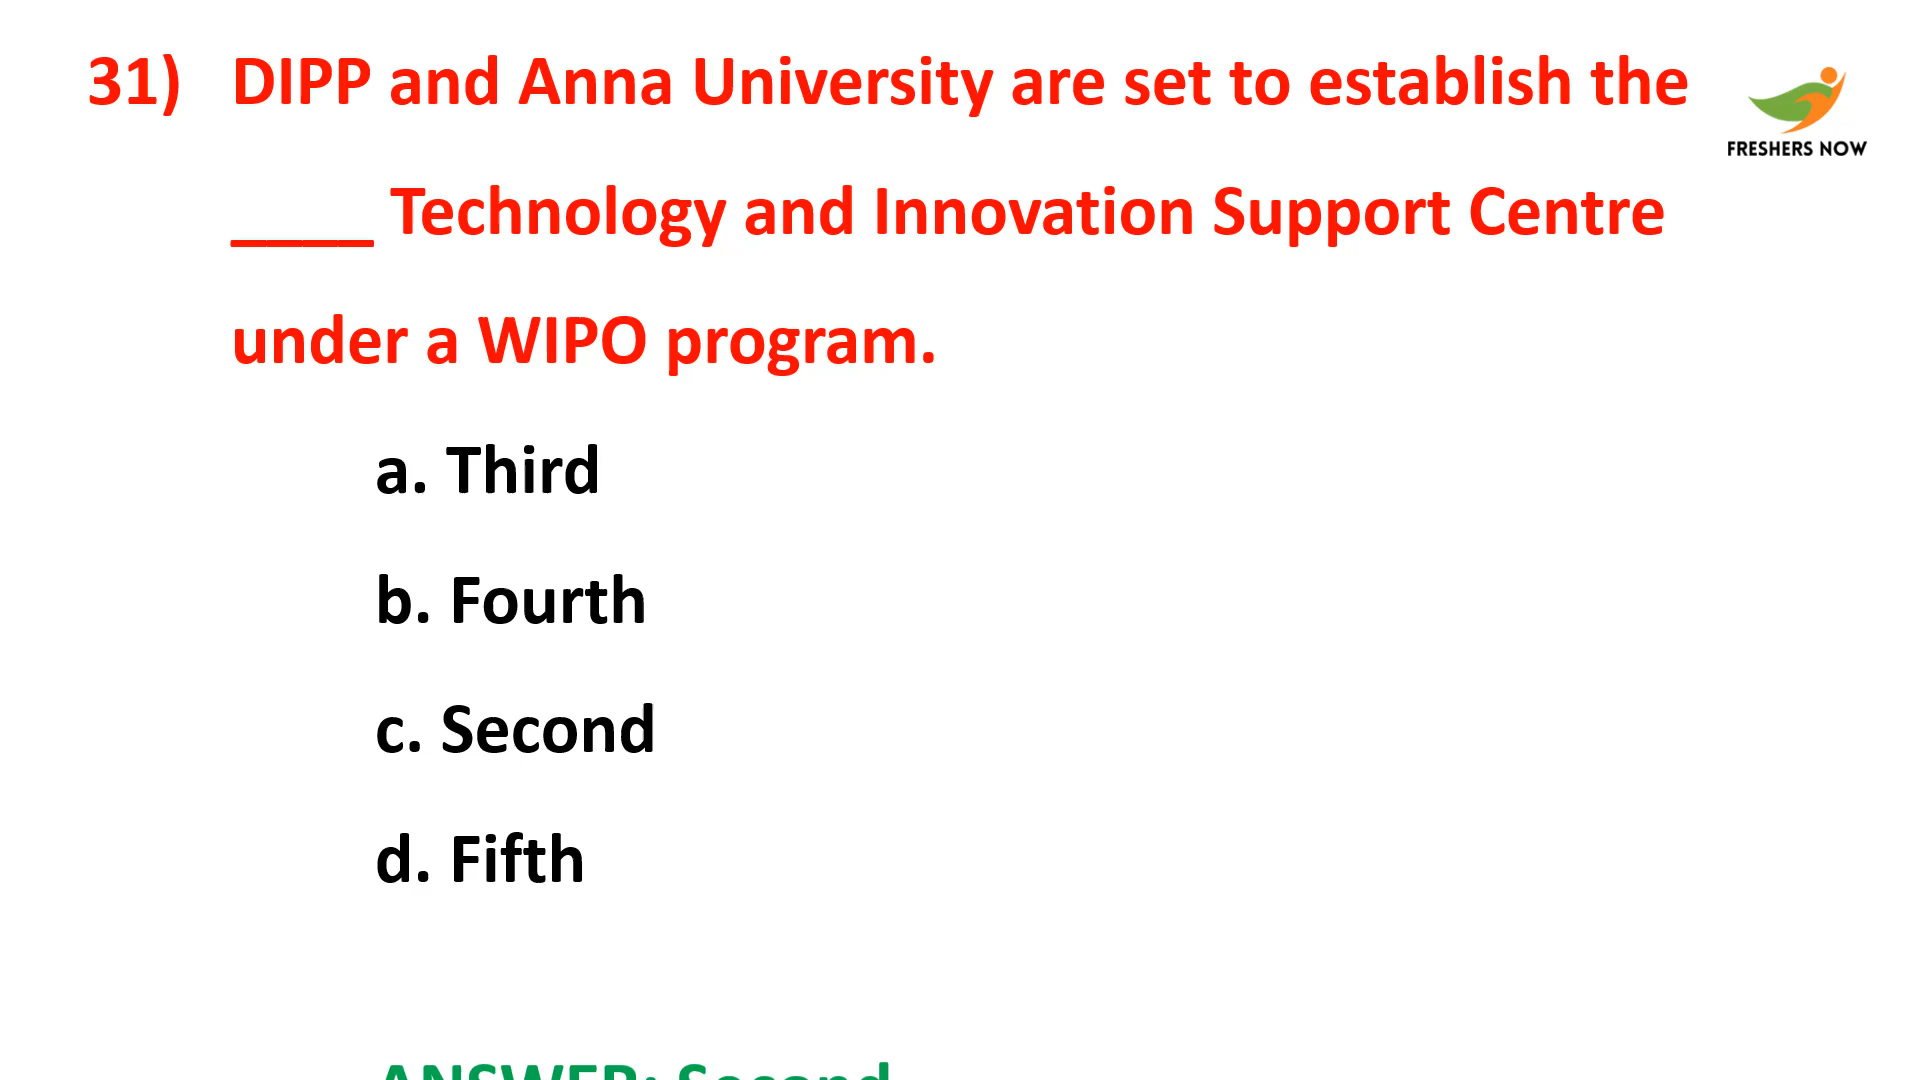 31) DIPP and Anna University are set to establish the
____ Technology and Innovation Support Centre
under a WIPO program.
a. Third
b. Fourth
c. Second
d. Fifth
ANSWER: Second
FRESHERS NOW